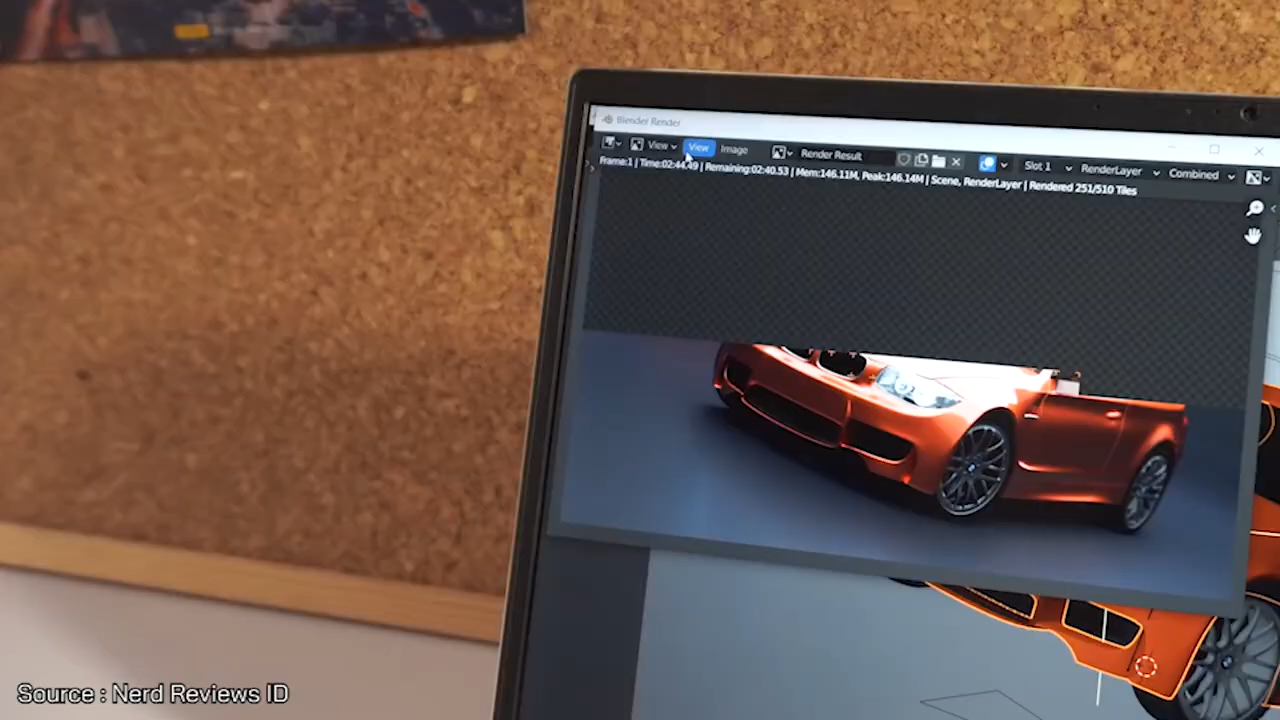 Blender Render
View View Image Render Result Slot 1 RenderLayer Combined
Frame:1 | Time:02:44.49 | Remaining:02:40.53 | Mem:146.11M, Peak:146.14M | Scene, RenderLayer | Rendered 251/510 Tiles
Source : Nerd Reviews ID